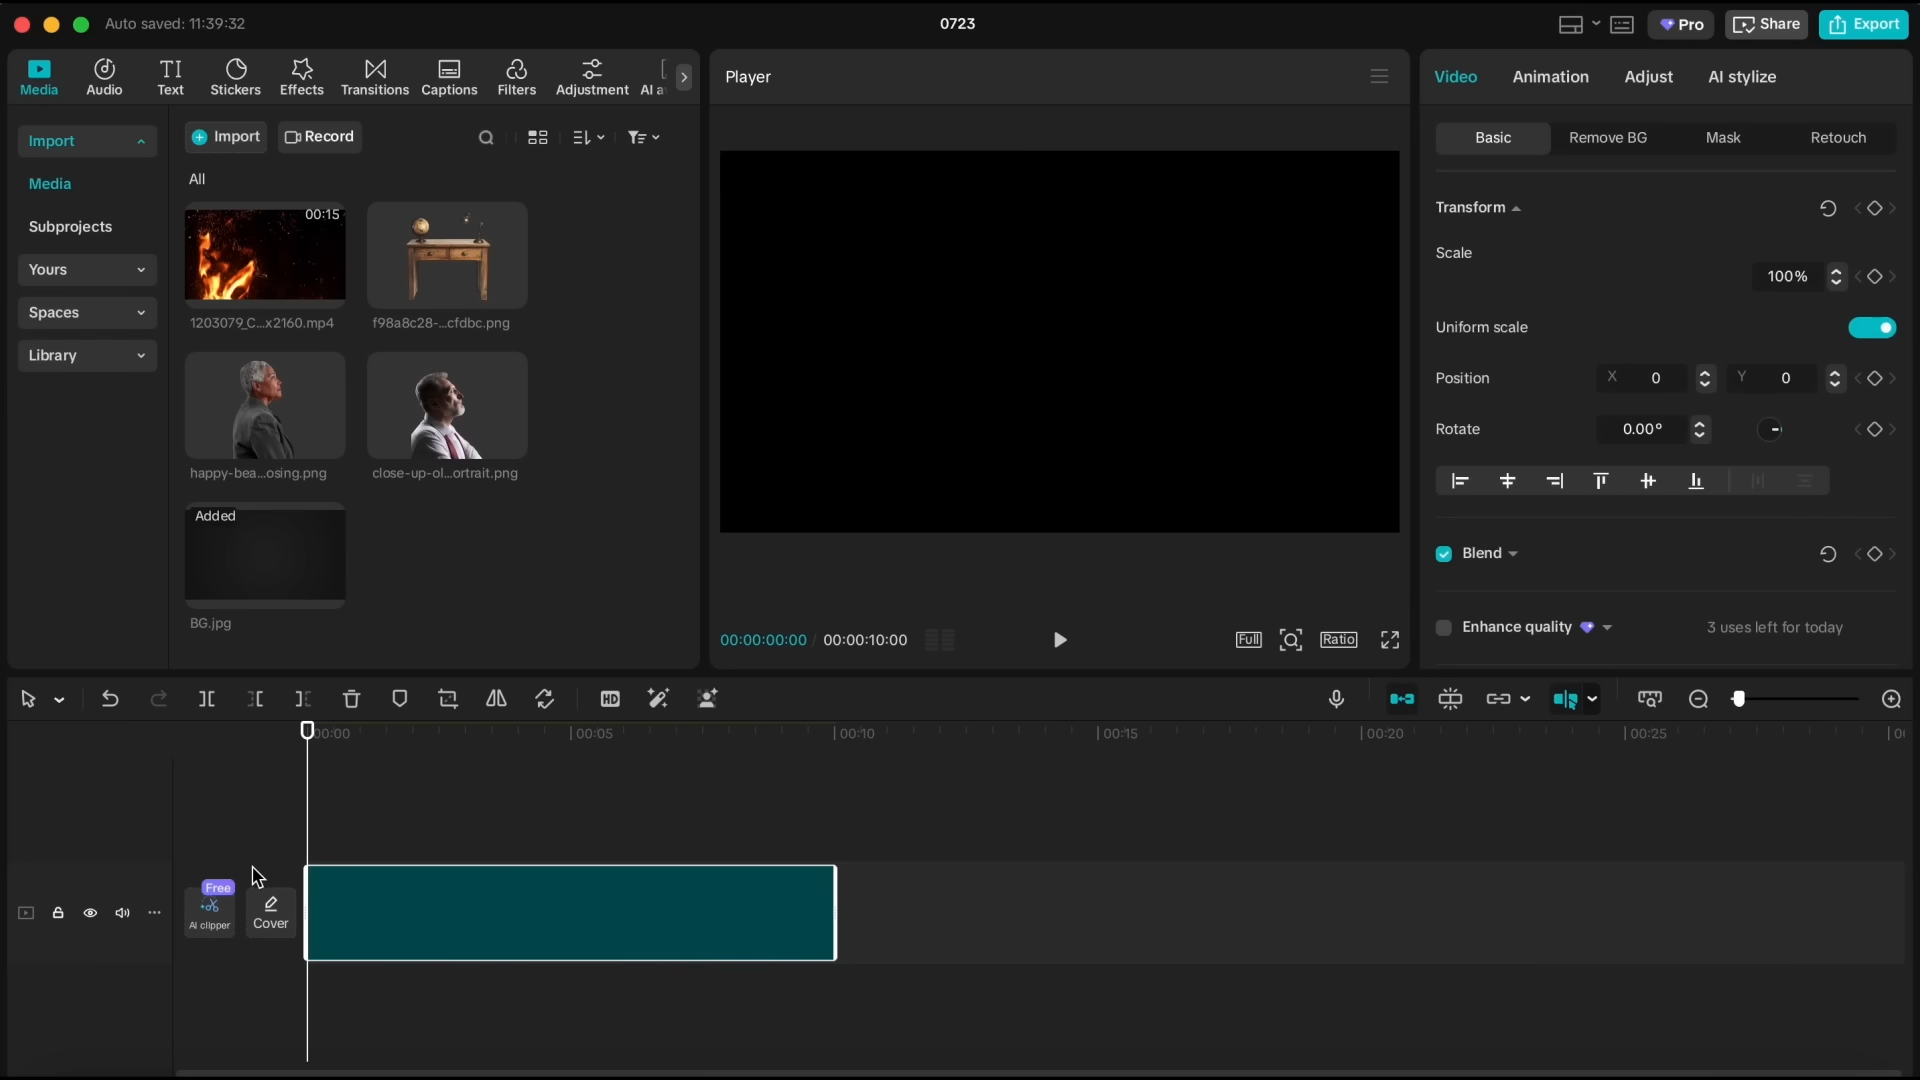 Auto saved: 11:39:32
0723
Pro
Share
Export
Media
Audio
Text
Stickers
Effects
Transitions
Captions
Filters
Adjustment
AI a
Player
Video
Animation
Adjust
AI stylize
Import
Media
Subprojects
Yours
Spaces
Library
Import
Record
All
00:15
1203079_C...x2160.mp4
f98a8c28-...cfdbc.png
happy-bea...osing.png
close-up-ol...ortrait.png
Added
BG.jpg
00:00:00:00 / 00:00:10:00
Full
Ratio
Basic
Remove BG
Mask
Retouch
Transform
Scale
100%
Uniform scale
Position
X 0
Y 0
Rotate
0.00°
Blend
Enhance quality
3 uses left for today
HD
00:00
00:05
00:10
00:15
00:20
00:25
Free
AI clipper
Cover